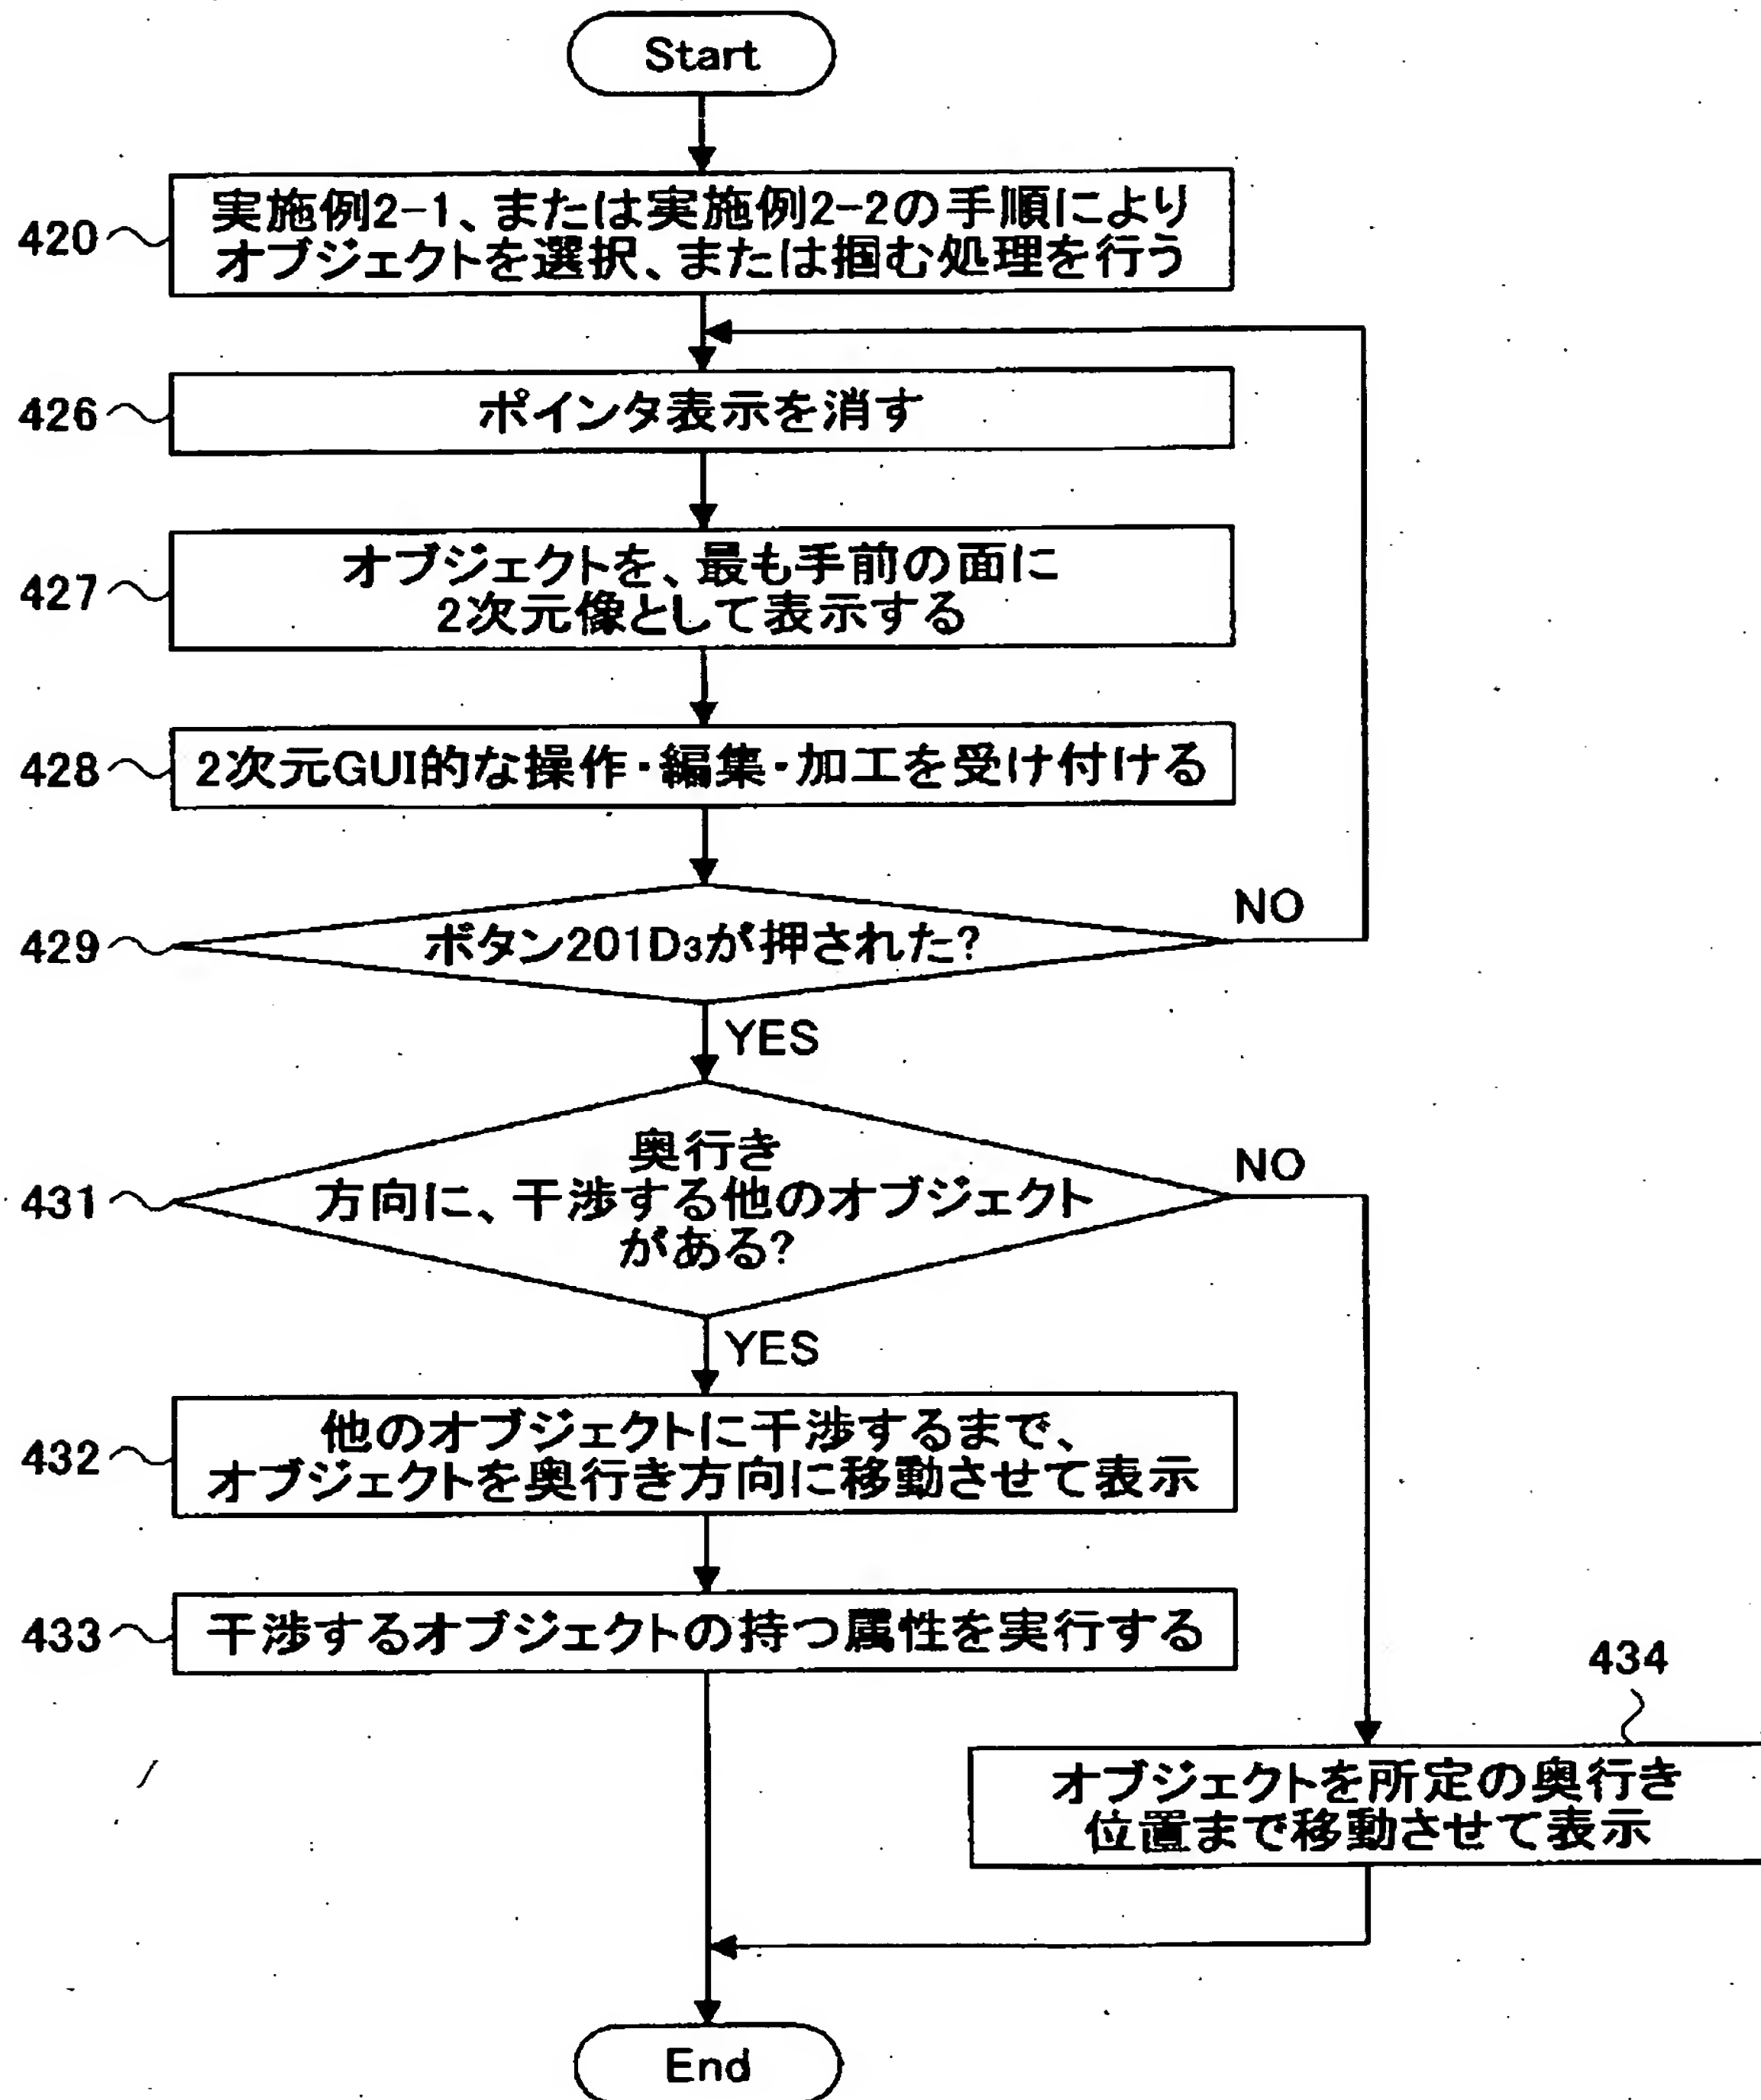 Start
420
実施例2-1、または実施例2-2の手順により
オブジェクトを選択、または掴む処理を行う
426
ポインタ表示を消す
427
オブジェクトを、最も手前の面に
2次元像として表示する
428
2次元GUI的な操作・編集・加工を受け付ける
429
ボタン201D₃が押された?
NO
YES
431
奥行き
方向に、干渉する他のオブジェクト
がある?
NO
YES
432
他のオブジェクトに干渉するまで、
オブジェクトを奥行き方向に移動させて表示
433
干渉するオブジェクトの持つ属性を実行する
434
オブジェクトを所定の奥行き
位置まで移動させて表示
End